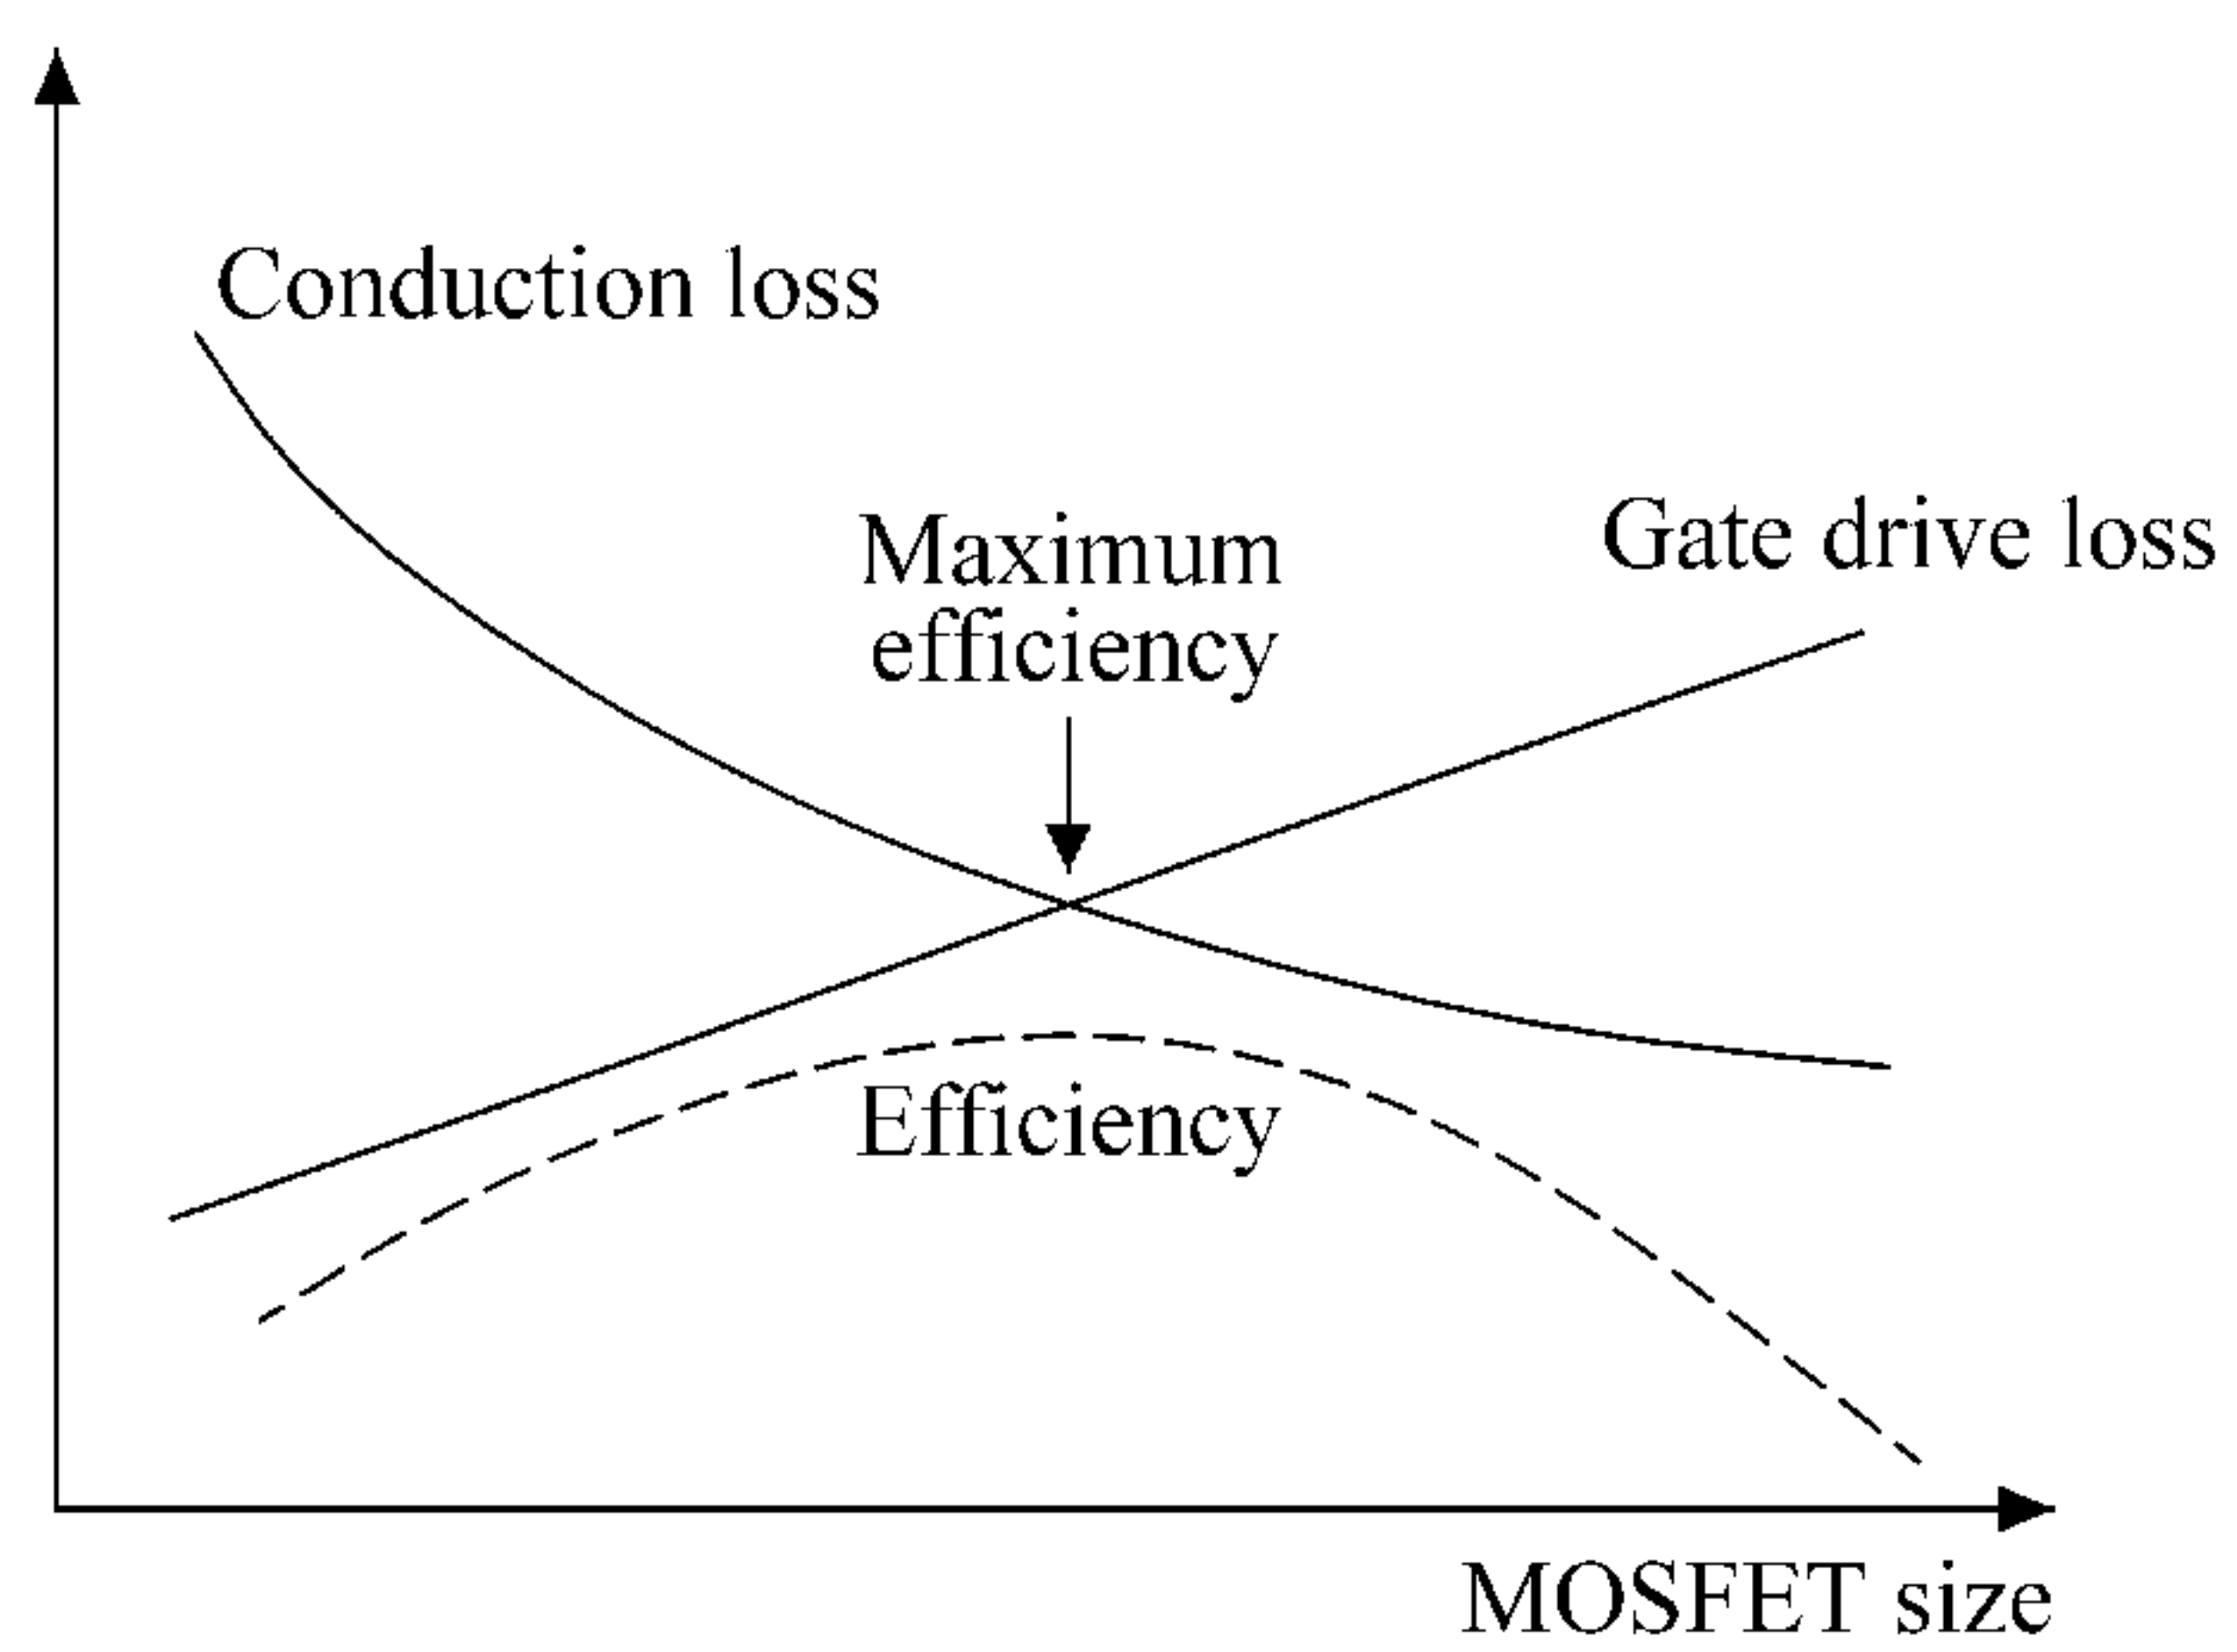 Conduction loss
Maximum
efficiency
Gate drive loss
Efficiency
MOSFET size